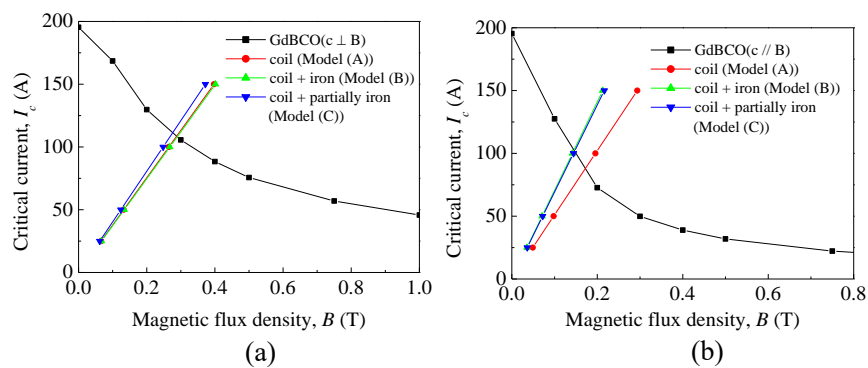 200
150
100
50
0
Critical current, I_c (A)
GdBCO(c ⊥ B)
coil (Model (A))
coil + iron (Model (B))
coil + partially iron
(Model (C))
0.0 0.2 0.4 0.6 0.8 1.0
Magnetic flux density, B (T)
(a)
200
150
100
50
0
Critical current, I_c (A)
GdBCO(c // B)
coil (Model (A))
coil + iron (Model (B))
coil + partially iron
(Model (C))
0.0 0.2 0.4 0.6 0.8
Magnetic flux density, B (T)
(b)